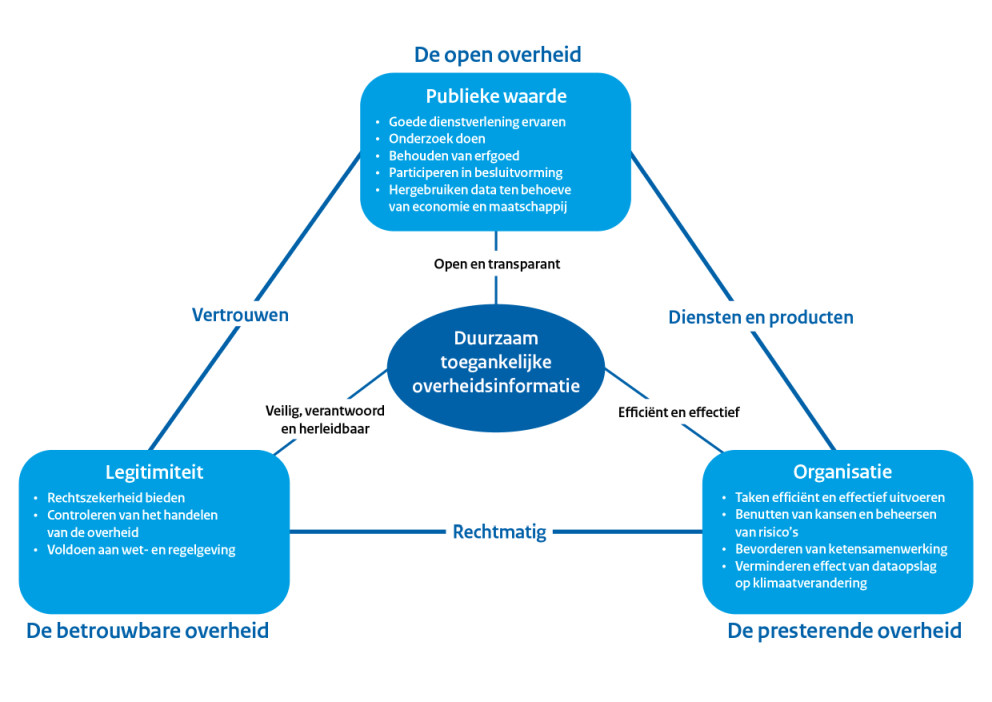 De open overheid
Publieke waarde
• Goede dienstverlening ervaren
• Onderzoek doen
• Behouden van erfgoed
• Participeren in besluitvorming
• Hergebruiken data ten behoeve
van economie en maatschappij
Open en transparant
Vertrouwen
Diensten en producten
Duurzaam
toegankelijke
overheidsinformatie
Veilig, verantwoord
en herleidbaar
Efficiënt en effectief
Legitimiteit
• Rechtszekerheid bieden
• Controleren van het handelen
van de overheid
• Voldoen aan wet- en regelgeving
Rechtmatig
Organisatie
• Taken efficiënt en effectief uitvoeren
• Benutten van kansen en beheersen
van risico's
• Bevorderen van ketensamenwerking
• Verminderen effect van dataopslag
op klimaatverandering
De betrouwbare overheid
De presterende overheid